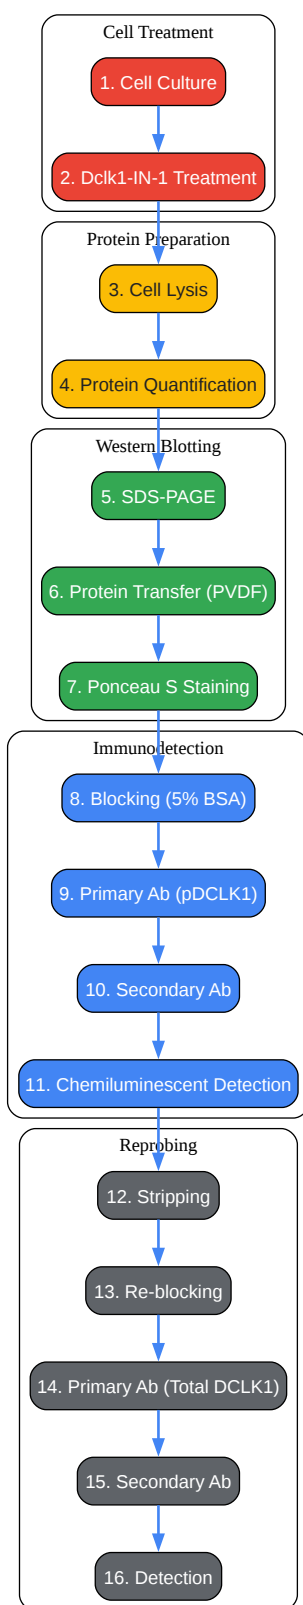 Cell Treatment
1. Cell Culture
2. Dclk1-IN-1 Treatment
Protein Preparation
3. Cell Lysis
4. Protein Quantification
Western Blotting
5. SDS-PAGE
6. Protein Transfer (PVDF)
7. Ponceau S Staining
Immunodetection
8. Blocking (5% BSA)
9. Primary Ab (pDCLK1)
10. Secondary Ab
11. Chemiluminescent Detection
Reprobing
12. Stripping
13. Re-blocking
14. Primary Ab (Total DCLK1)
15. Secondary Ab
16. Detection